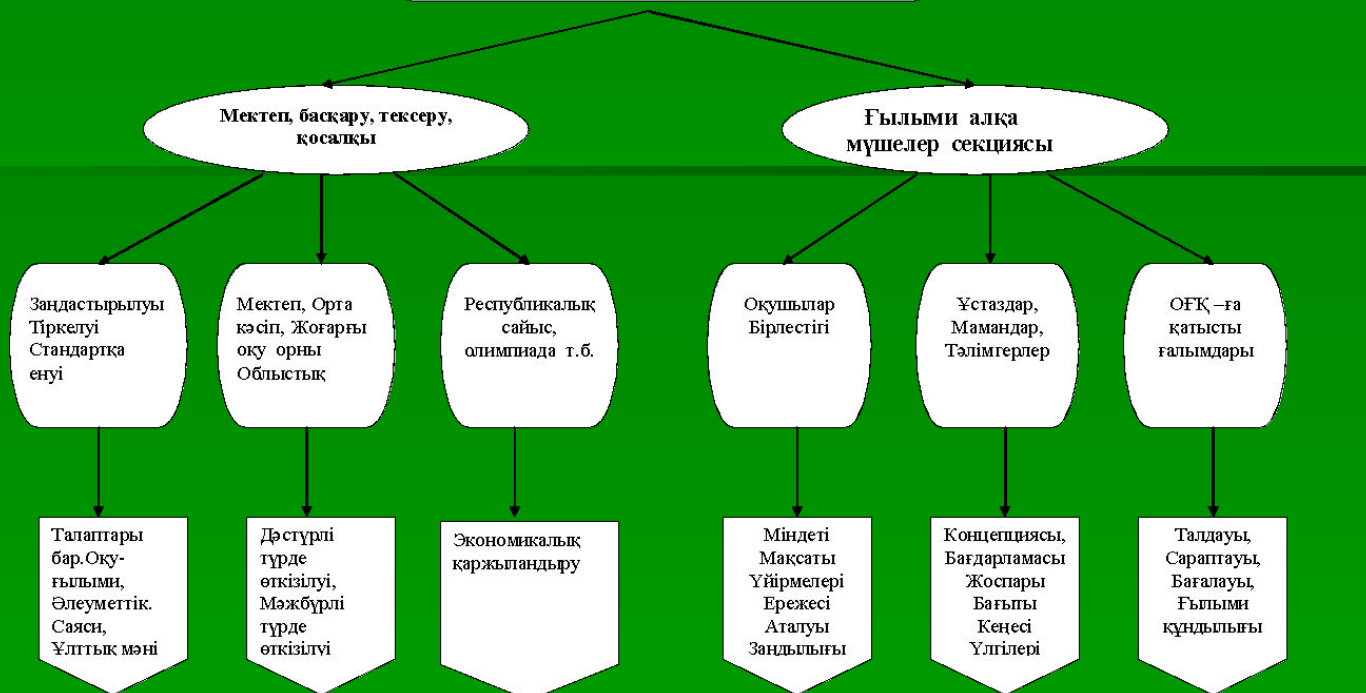 Мектеп, басқару, тексеру,
қосалқы
Ғылыми алқа
мүшелер секциясы
Заңдастырылуы
Тіркелуі
Стандартқа
енуі
Мектеп, Орта
кәсіп, Жоғарғы
оқу орны
Облыстық
Республикалық
сайыс,
олимпиада т.б.
Оқушылар
Бірлестігі
Ұстаздар,
Мамандар,
Тәлімгерлер
ОҒҚ –ға
қатысты
ғалымдары
Талаптары
бар.Оқу-
ғылыми,
Әлеуметтік.
Саяси,
Ұлттық мәні
Дәстүрлі
түрде
өткізілуі,
Мәжбүрлі
түрде
өткізілуі
Экономикалық
қаржыландыру
Міндеті
Мақсаты
Үйірмелері
Ережесі
Аталуы
Заңдылығы
Концепциясы,
Бағдарламасы
Жоспары
Бағыты
Кеңесі
Үлгілері
Талдауы,
Сараптауы,
Бағалауы,
Ғылыми
құндылығы